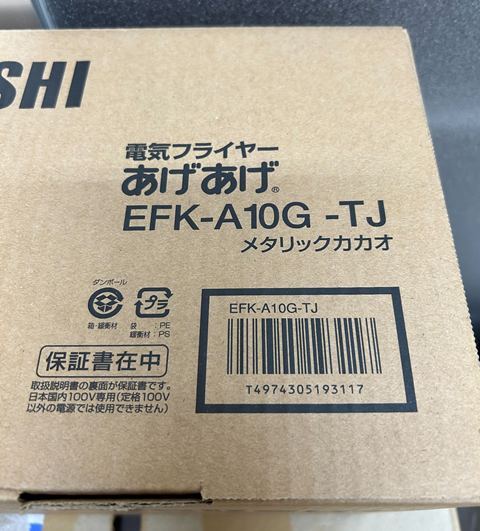 SHI
電気フライヤー
あげあげ®
EFK-A10G -TJ
メタリックカカオ
ダンボール
箱・緩衝材
プラ
袋 : PE
緩衝材 : PS
EFK-A10G-TJ
T4974305193117
保証書在中
取扱説明書の裏面が保証書です。
日本国内100V専用(定格100V
以外の電源では使用できません)